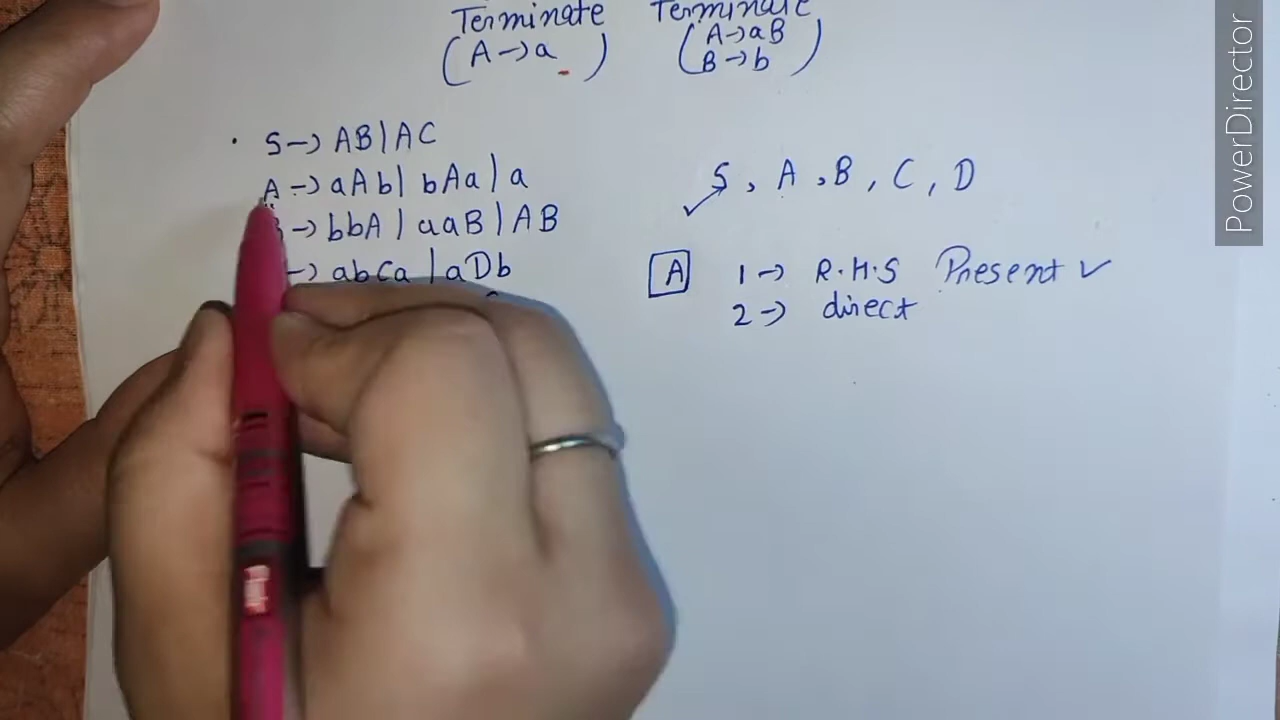 Terminate Terminate
(A→a) (A→aB
B→b)
· S→AB|AC
A→aAb|bAa|a
B→bbA|aaB|AB
→abCa|aDb
✓ S, A, B, C, D
A 1→ R.H.S Present ✓
2→ direct
PowerDirector